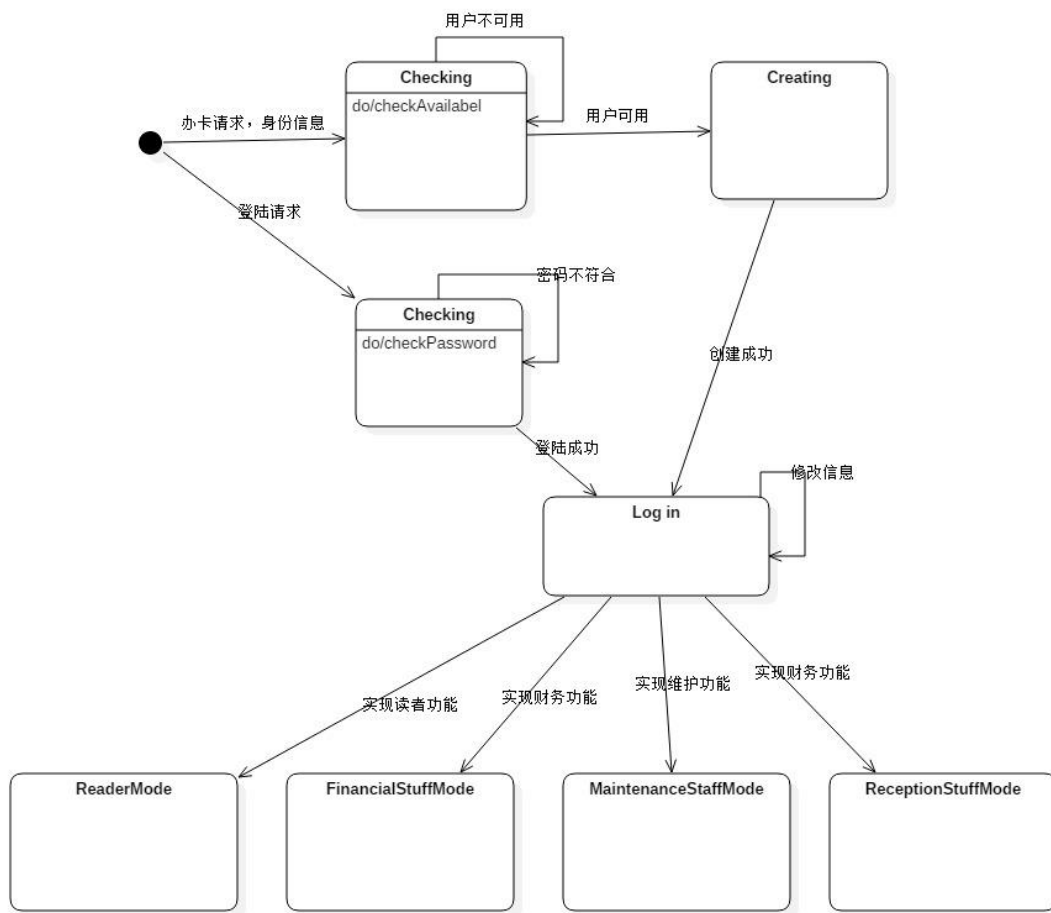 用户不可用
Checking
Creating
do/checkAvailabel
办卡请求，身份信息
用户可用
登陆请求
密码不符合
Checking
do/checkPassword
创建成功
登陆成功
修改信息
Log in
实现读者功能
实现财务功能
实现维护功能
实现财务功能
ReaderMode
FinancialStuffMode
MaintenanceStaffMode
ReceptionStuffMode